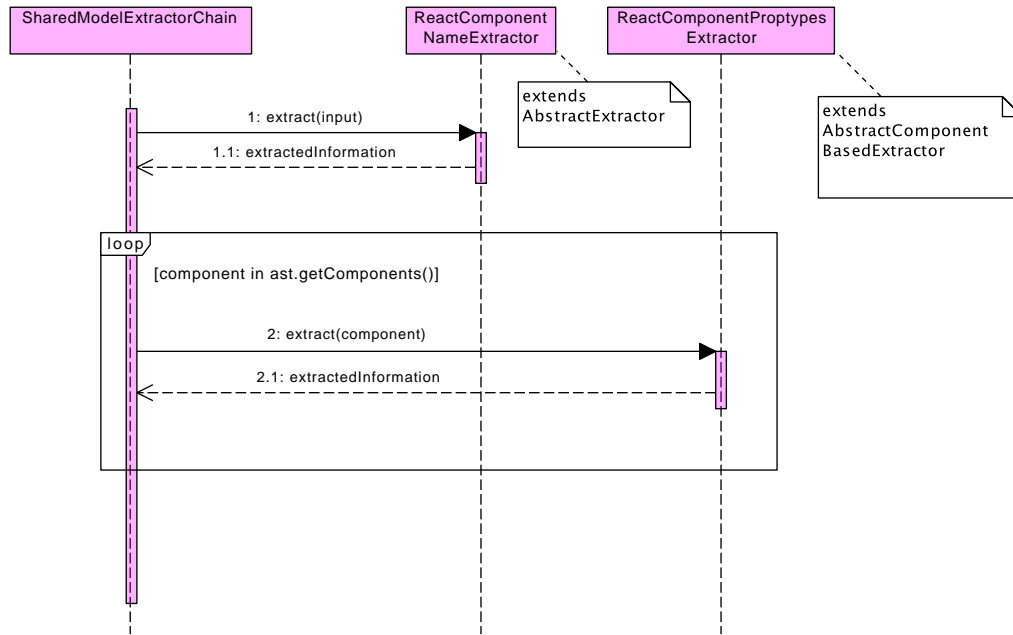 SharedModelExtractorChain
ReactComponent
NameExtractor
ReactComponentProptypes
Extractor
extends
AbstractExtractor
extends
AbstractComponent
BasedExtractor
1: extract(input)
1.1: extractedInformation
loop
[component in ast.getComponents()]
2: extract(component)
2.1: extractedInformation